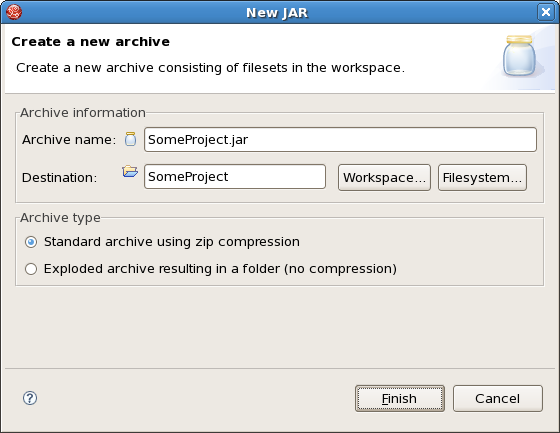 New JAR
Create a new archive
Create a new archive consisting of filesets in the workspace.
Archive information
Archive name: SomeProject.jar
Destination: SomeProject Workspace... Filesystem...
Archive type
Standard archive using zip compression
Exploded archive resulting in a folder (no compression)
? Finish Cancel